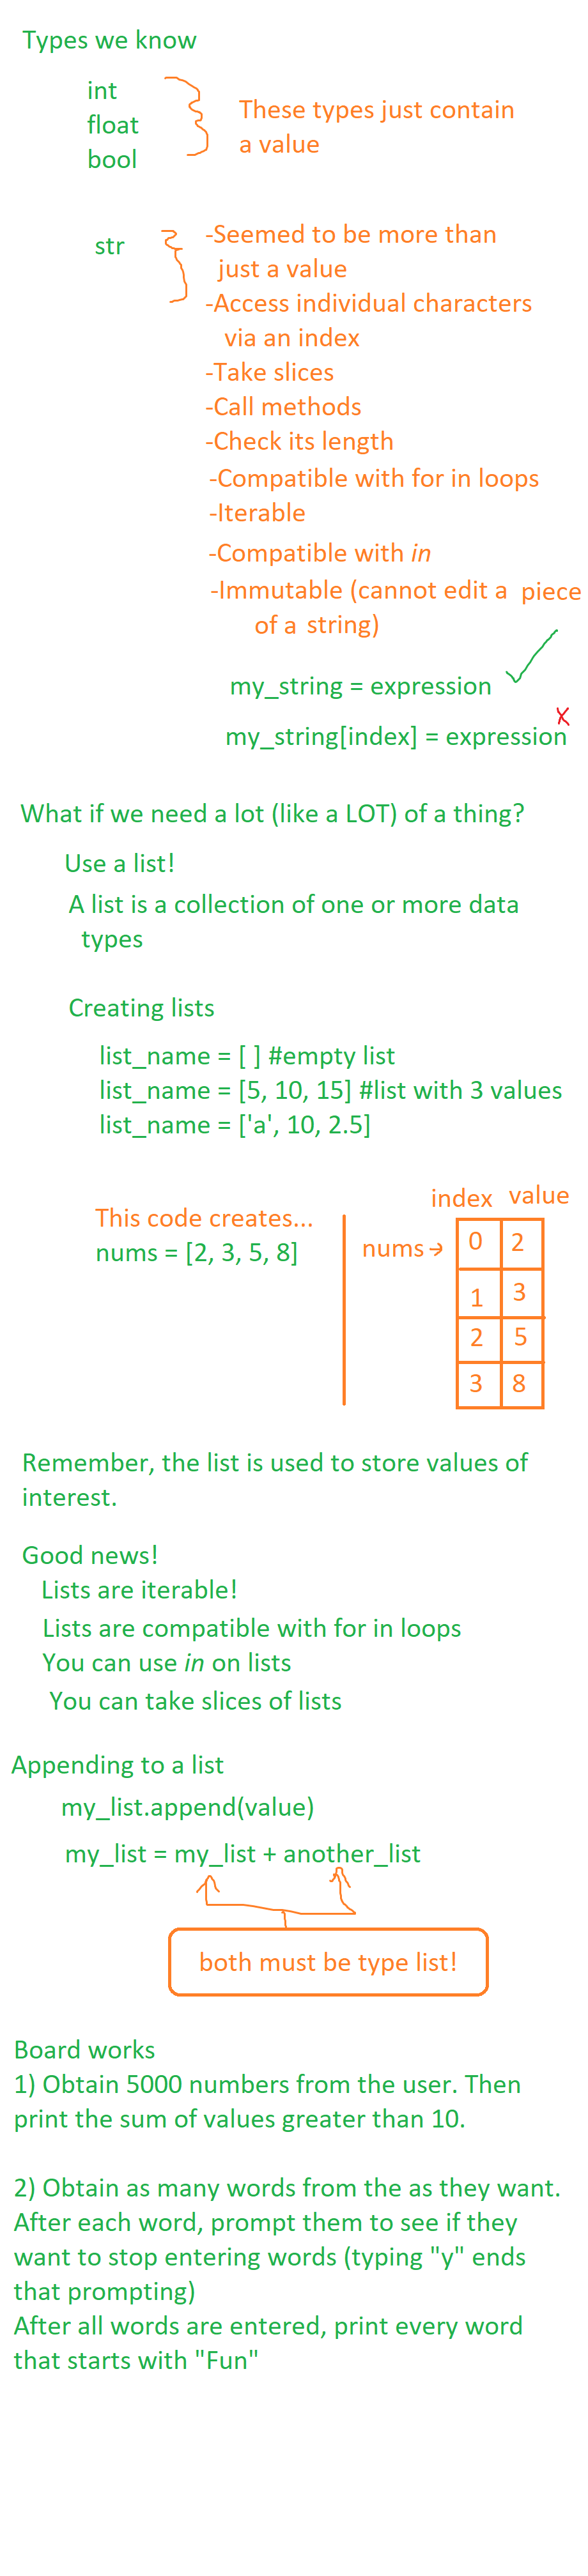 Types we know
int
float
bool
These types just contain
a value
str
-Seemed to be more than
just a value
-Access individual characters
via an index
-Take slices
-Call methods
-Check its length
-Compatible with for in loops
-Iterable
-Compatible with in
-Immutable (cannot edit a piece
of a string)
my_string = expression
my_string[index] = expression
What if we need a lot (like a LOT) of a thing?
Use a list!
A list is a collection of one or more data
types
Creating lists
list_name = [ ] #empty list
list_name = [5, 10, 15] #list with 3 values
list_name = ['a', 10, 2.5]
This code creates...
nums = [2, 3, 5, 8]
index value
nums
0 2
1 3
2 5
3 8
Remember, the list is used to store values of
interest.
Good news!
Lists are iterable!
Lists are compatible with for in loops
You can use in on lists
You can take slices of lists
Appending to a list
my_list.append(value)
my_list = my_list + another_list
both must be type list!
Board works
1) Obtain 5000 numbers from the user. Then
print the sum of values greater than 10.
2) Obtain as many words from the as they want.
After each word, prompt them to see if they
want to stop entering words (typing "y" ends
that prompting)
After all words are entered, print every word
that starts with "Fun"